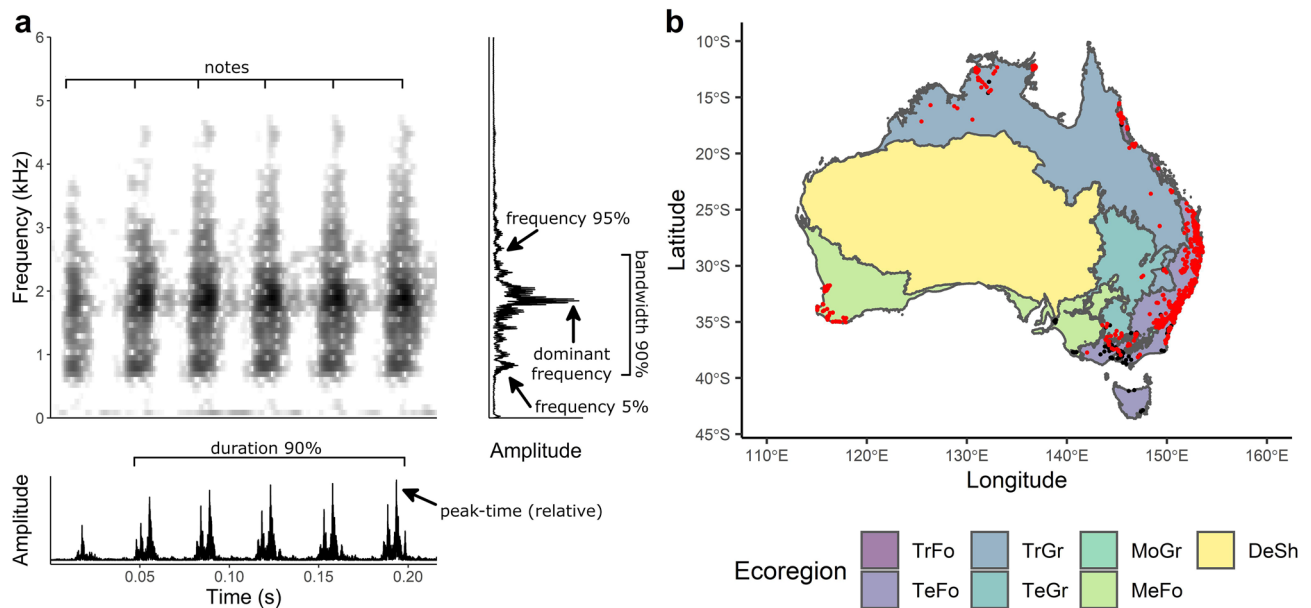 a
notes
6
5
4
3
2
1
0
Frequency (kHz)
frequency 95%
bandwidth 90%
dominant
frequency
frequency 5%
Amplitude
duration 90%
Amplitude
peak-time (relative)
0.05 0.10 0.15 0.20
Time (s)
b
10°S
15°S
20°S
25°S
30°S
35°S
40°S
45°S
Latitude
110°E 120°E 130°E 140°E 150°E 160°E
Longitude
Ecoregion
TrFo TrGr MoGr DeSh
TeFo TeGr MeFo